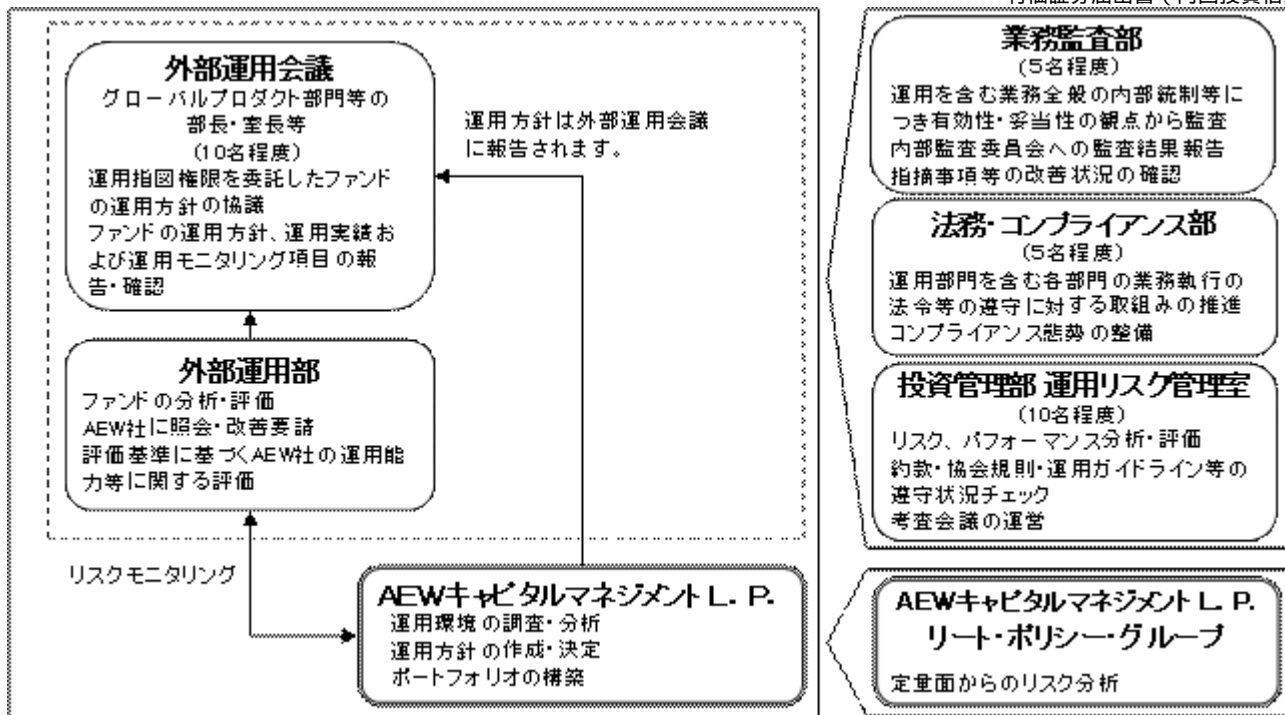 外部運用会議
グローバルプロダクト部門等の
部長・室長等
(10名程度)
運用指図権限を委託したファンド
の運用方針の協議
ファンドの運用方針、運用実績お
よび運用モニタリング項目の報
告・確認
運用方針は外部運用会議
に報告されます。
外部運用部
ファンドの分析・評価
AEW社に照会・改善要請
評価基準に基づくAEW社の運用能
力等に関する評価
リスクモニタリング
AEWキャピタルマネジメント L. P.
運用環境の調査・分析
運用方針の作成・決定
ポートフォリオの構築
業務監査部
(5名程度)
運用を含む業務全般の内部統制等に
つき有効性・妥当性の観点から監査
内部監査委員会への監査結果報告
指摘事項等の改善状況の確認
法務・コンプライアンス部
(5名程度)
運用部門を含む各部門の業務執行の
法令等の遵守に対する取組みの推進
コンプライアンス態勢の整備
投資管理部 運用リスク管理室
(10名程度)
リスク、パフォーマンス分析・評価
約款・協会規則・運用ガイドライン等の
遵守状況チェック
考査会議の運営
AEWキャピタルマネジメント L. P.
リート・ポリシー・グループ
定量面からのリスク分析